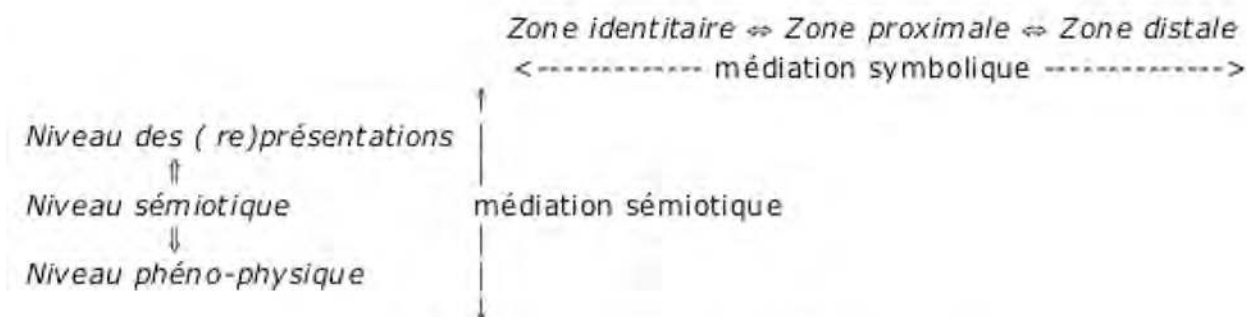 Zone identitaire ⇔ Zone proximale ⇔ Zone distale
<------------- médiation symbolique -------------->
Niveau des ( re)présentations
⇑
Niveau sémiotique médiation sémiotique
⇓
Niveau phéno-physique